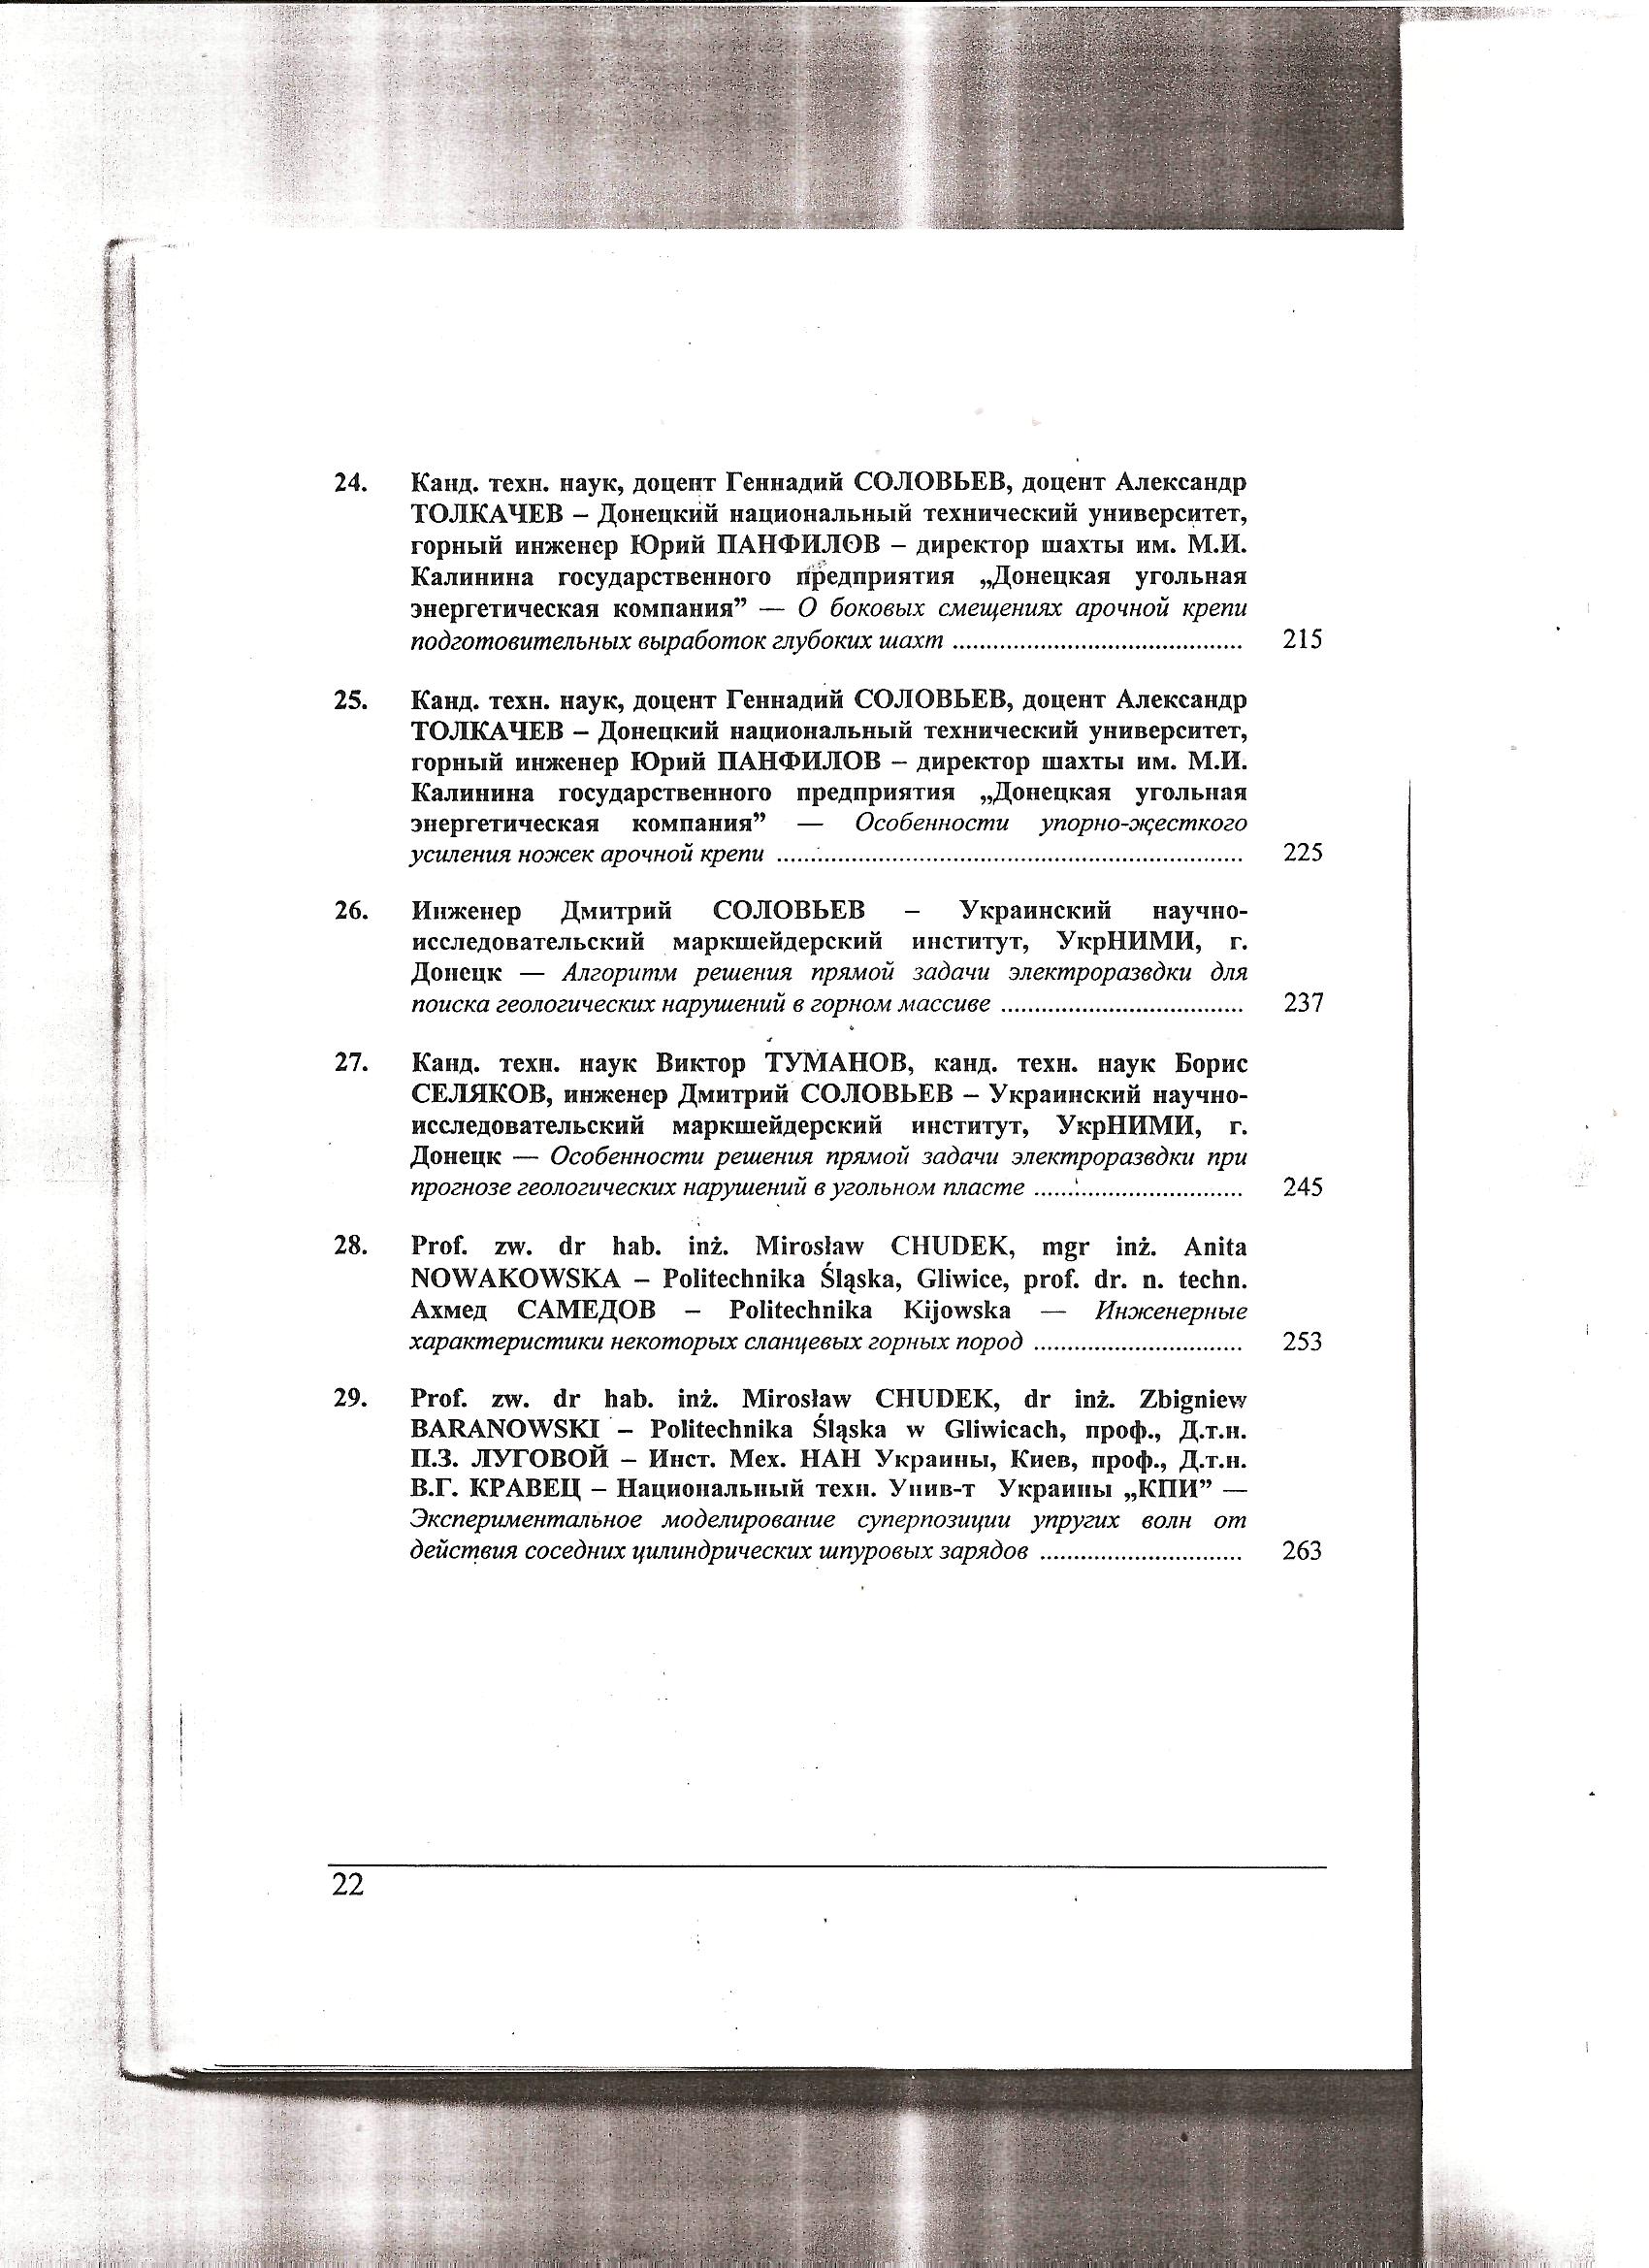 24. Канд. техн. наук, доцент Геннадий СОЛОВЬЕВ, доцент Александр
ТОЛКАЧЕВ – Донецкий национальный технический университет,
горный инженер Юрий ПАНФИЛОВ – директор шахты им. М.И.
Калинина государственного предприятия „Донецкая угольная
энергетическая компания” — О боковых смещениях арочной крепи
подготовительных выработок глубоких шахт ........................................... 215
25. Канд. техн. наук, доцент Геннадий СОЛОВЬЕВ, доцент Александр
ТОЛКАЧЕВ – Донецкий национальный технический университет,
горный инженер Юрий ПАНФИЛОВ – директор шахты им. М.И.
Калинина государственного предприятия „Донецкая угольная
энергетическая компания” — Особенности упорно-жесткого
усиления ножек арочной крепи ..................................................................... 225
26. Инженер Дмитрий СОЛОВЬЕВ – Украинский научно-
исследовательский маркшейдерский институт, УкрНИМИ, г.
Донецк — Алгоритм решения прямой задачи электроразвдки для
поиска геологических нарушений в горном массиве .................................... 237
27. Канд. техн. наук Виктор ТУМАНОВ, канд. техн. наук Борис
СЕЛЯКОВ, инженер Дмитрий СОЛОВЬЕВ – Украинский научно-
исследовательский маркшейдерский институт, УкрНИМИ, г.
Донецк — Особенности решения прямой задачи электроразвдки при
прогнозе геологических нарушений в угольном пласте ............................... 245
28. Prof. zw. dr hab. inż. Mirosław CHUDEK, mgr inż. Anita
NOWAKOWSKA – Politechnika Śląska, Gliwice, prof. dr. n. techn.
Ахмед САМЕДОВ – Politechnika Kijowska — Инженерные
характеристики некоторых сланцевых горных пород ............................... 253
29. Prof. zw. dr hab. inż. Mirosław CHUDEK, dr inż. Zbigniew
BARANOWSKI – Politechnika Śląska w Gliwicach, проф., Д.т.н.
П.З. ЛУГОВОЙ – Инст. Мех. НАН Украины, Киев, проф., Д.т.н.
В.Г. КРАВЕЦ – Национальный техн. Унив-т Украины „КПИ” —
Экспериментальное моделирование суперпозиции упругих волн от
действия соседних цилиндрических шпуровых зарядов .............................. 263
22